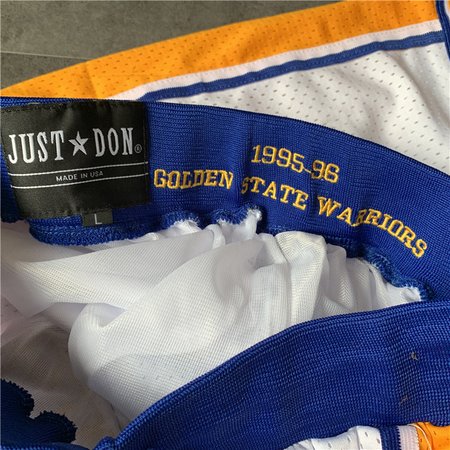 JUST★DON®
MADE IN USA
L
1995-96
GOLDEN STATE WARRIORS